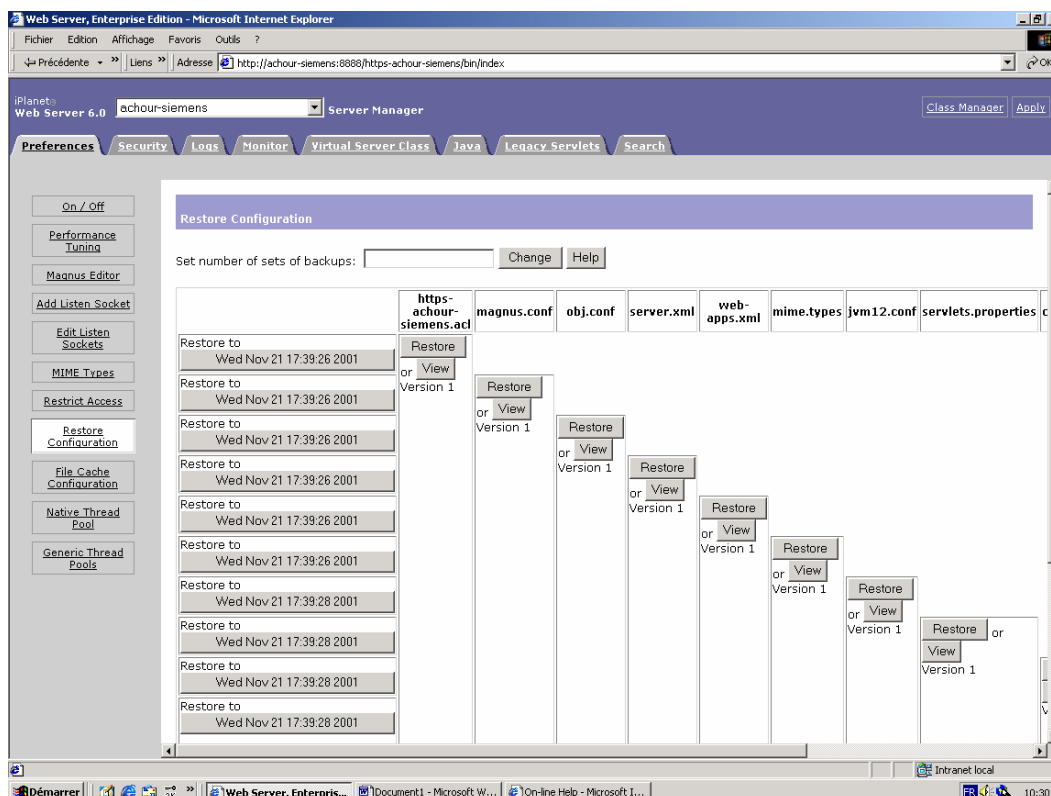 Web Server, Enterprise Edition - Microsoft Internet Explorer
Fichier Edition Affichage Favoris Outils ?
Précédente » Liens » Adresse http://achour-siemens:8888/https-achour-siemens/bin/index OK
iPlanet
Web Server 6.0 achour-siemens Server Manager Class Manager Apply
Preferences Security Logs Monitor Virtual Server Class Java Legacy Servlets Search
On / Off
Performance
Tuning
Magnus Editor
Add Listen Socket
Edit Listen
Sockets
MIME Types
Restrict Access
Restore
Configuration
File Cache
Configuration
Native Thread
Pool
Generic Thread
Pools
Restore Configuration
Set number of sets of backups: Change Help
https-
achour-
siemens.acl
magnus.conf obj.conf server.xml
web-
apps.xml
mime.types jvm12.conf servlets.properties c
Restore to
Wed Nov 21 17:39:26 2001
Restore
or View
Version 1
Restore to
Wed Nov 21 17:39:26 2001
Restore
or View
Version 1
Restore to
Wed Nov 21 17:39:26 2001
Restore
or View
Version 1
Restore to
Wed Nov 21 17:39:26 2001
Restore
or View
Version 1
Restore to
Wed Nov 21 17:39:26 2001
Restore
or View
Version 1
Restore to
Wed Nov 21 17:39:26 2001
Restore
or View
Version 1
Restore to
Wed Nov 21 17:39:28 2001
Restore
or View
Version 1
Restore to
Wed Nov 21 17:39:28 2001
Restore or
View
Version 1
Restore to
Wed Nov 21 17:39:28 2001
Restore to
Wed Nov 21 17:39:28 2001
V
Intranet local
Démarrer » Web Server, Enterpris... Document1 - Microsoft W... On-line Help - Microsoft I... FR 10:30